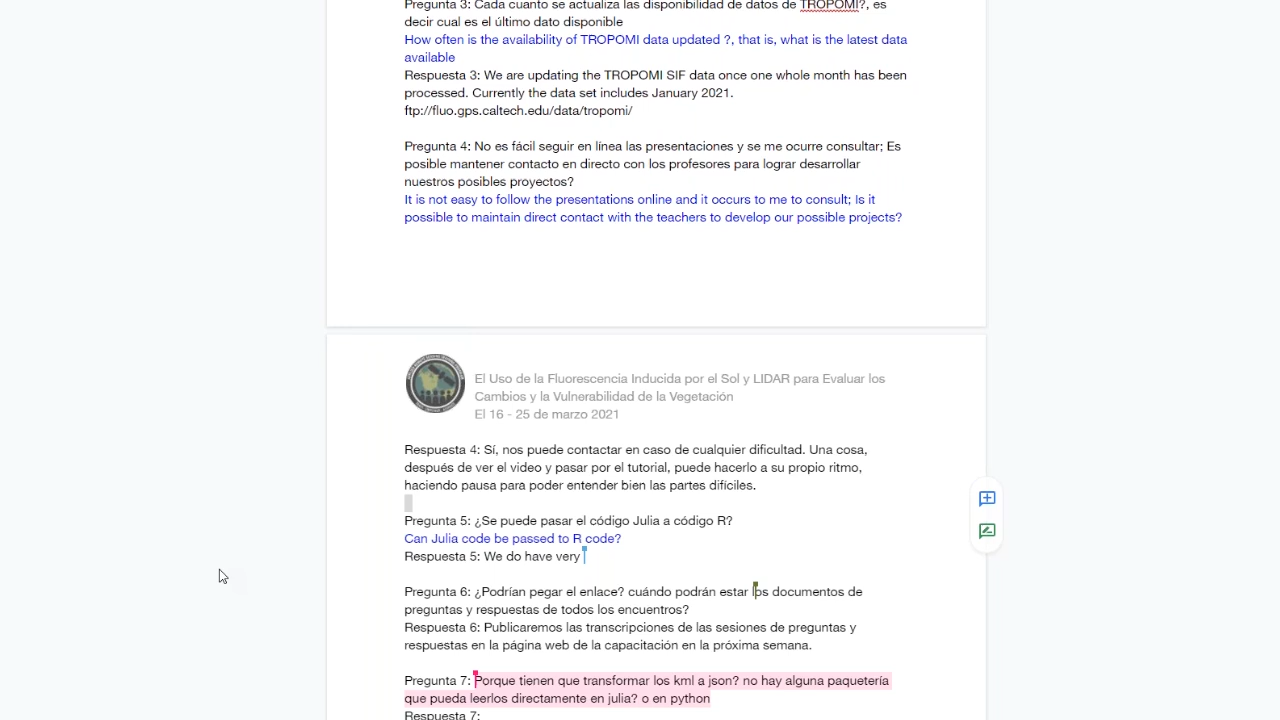 Pregunta 3: Cada cuanto se actualiza las disponibilidad de datos de TROPOMI?, es
decir cual es el último dato disponible
How often is the availability of TROPOMI data updated ?, that is, what is the latest data
available
Respuesta 3: We are updating the TROPOMI SIF data once one whole month has been
processed. Currently the data set includes January 2021.
ftp://fluo.gps.caltech.edu/data/tropomi/
Pregunta 4: No es fácil seguir en línea las presentaciones y se me ocurre consultar; Es
posible mantener contacto en directo con los profesores para lograr desarrollar
nuestros posibles proyectos?
It is not easy to follow the presentations online and it occurs to me to consult; Is it
possible to maintain direct contact with the teachers to develop our possible projects?
El Uso de la Fluorescencia Inducida por el Sol y LIDAR para Evaluar los
Cambios y la Vulnerabilidad de la Vegetación
El 16 - 25 de marzo 2021
Respuesta 4: Sí, nos puede contactar en caso de cualquier dificultad. Una cosa,
después de ver el video y pasar por el tutorial, puede hacerlo a su propio ritmo,
haciendo pausa para poder entender bien las partes difíciles.
Pregunta 5: ¿Se puede pasar el código Julia a código R?
Can Julia code be passed to R code?
Respuesta 5: We do have very
Pregunta 6: ¿Podrían pegar el enlace? cuándo podrán estar los documentos de
preguntas y respuestas de todos los encuentros?
Respuesta 6: Publicaremos las transcripciones de las sesiones de preguntas y
respuestas en la página web de la capacitación en la próxima semana.
Pregunta 7: Porque tienen que transformar los kml a json? no hay alguna paquetería
que pueda leerlos directamente en julia? o en python
Respuesta 7: